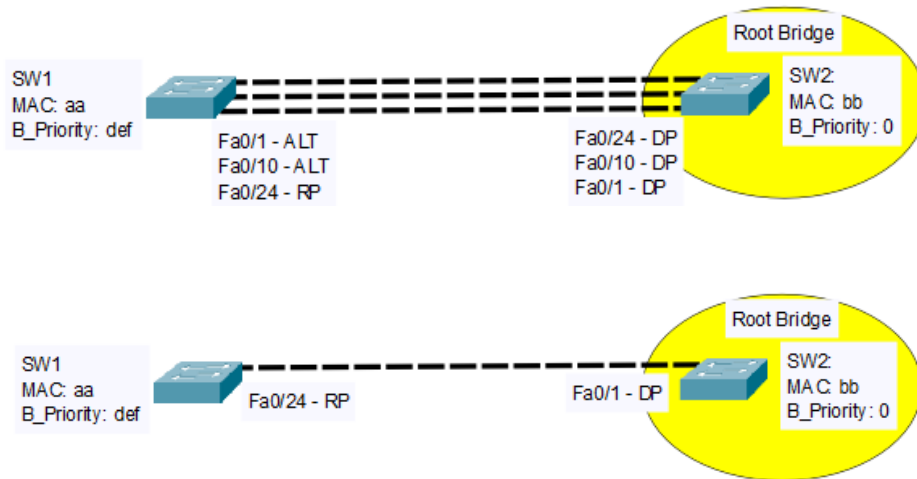 Root Bridge
SW1
MAC: aa
B_Priority: def
SW2:
MAC: bb
B_Priority: 0
Fa0/1 - ALT
Fa0/10 - ALT
Fa0/24 - RP
Fa0/24 - DP
Fa0/10 - DP
Fa0/1 - DP
Root Bridge
SW1
MAC: aa
B_Priority: def
Fa0/24 - RP
Fa0/1 - DP
SW2:
MAC: bb
B_Priority: 0